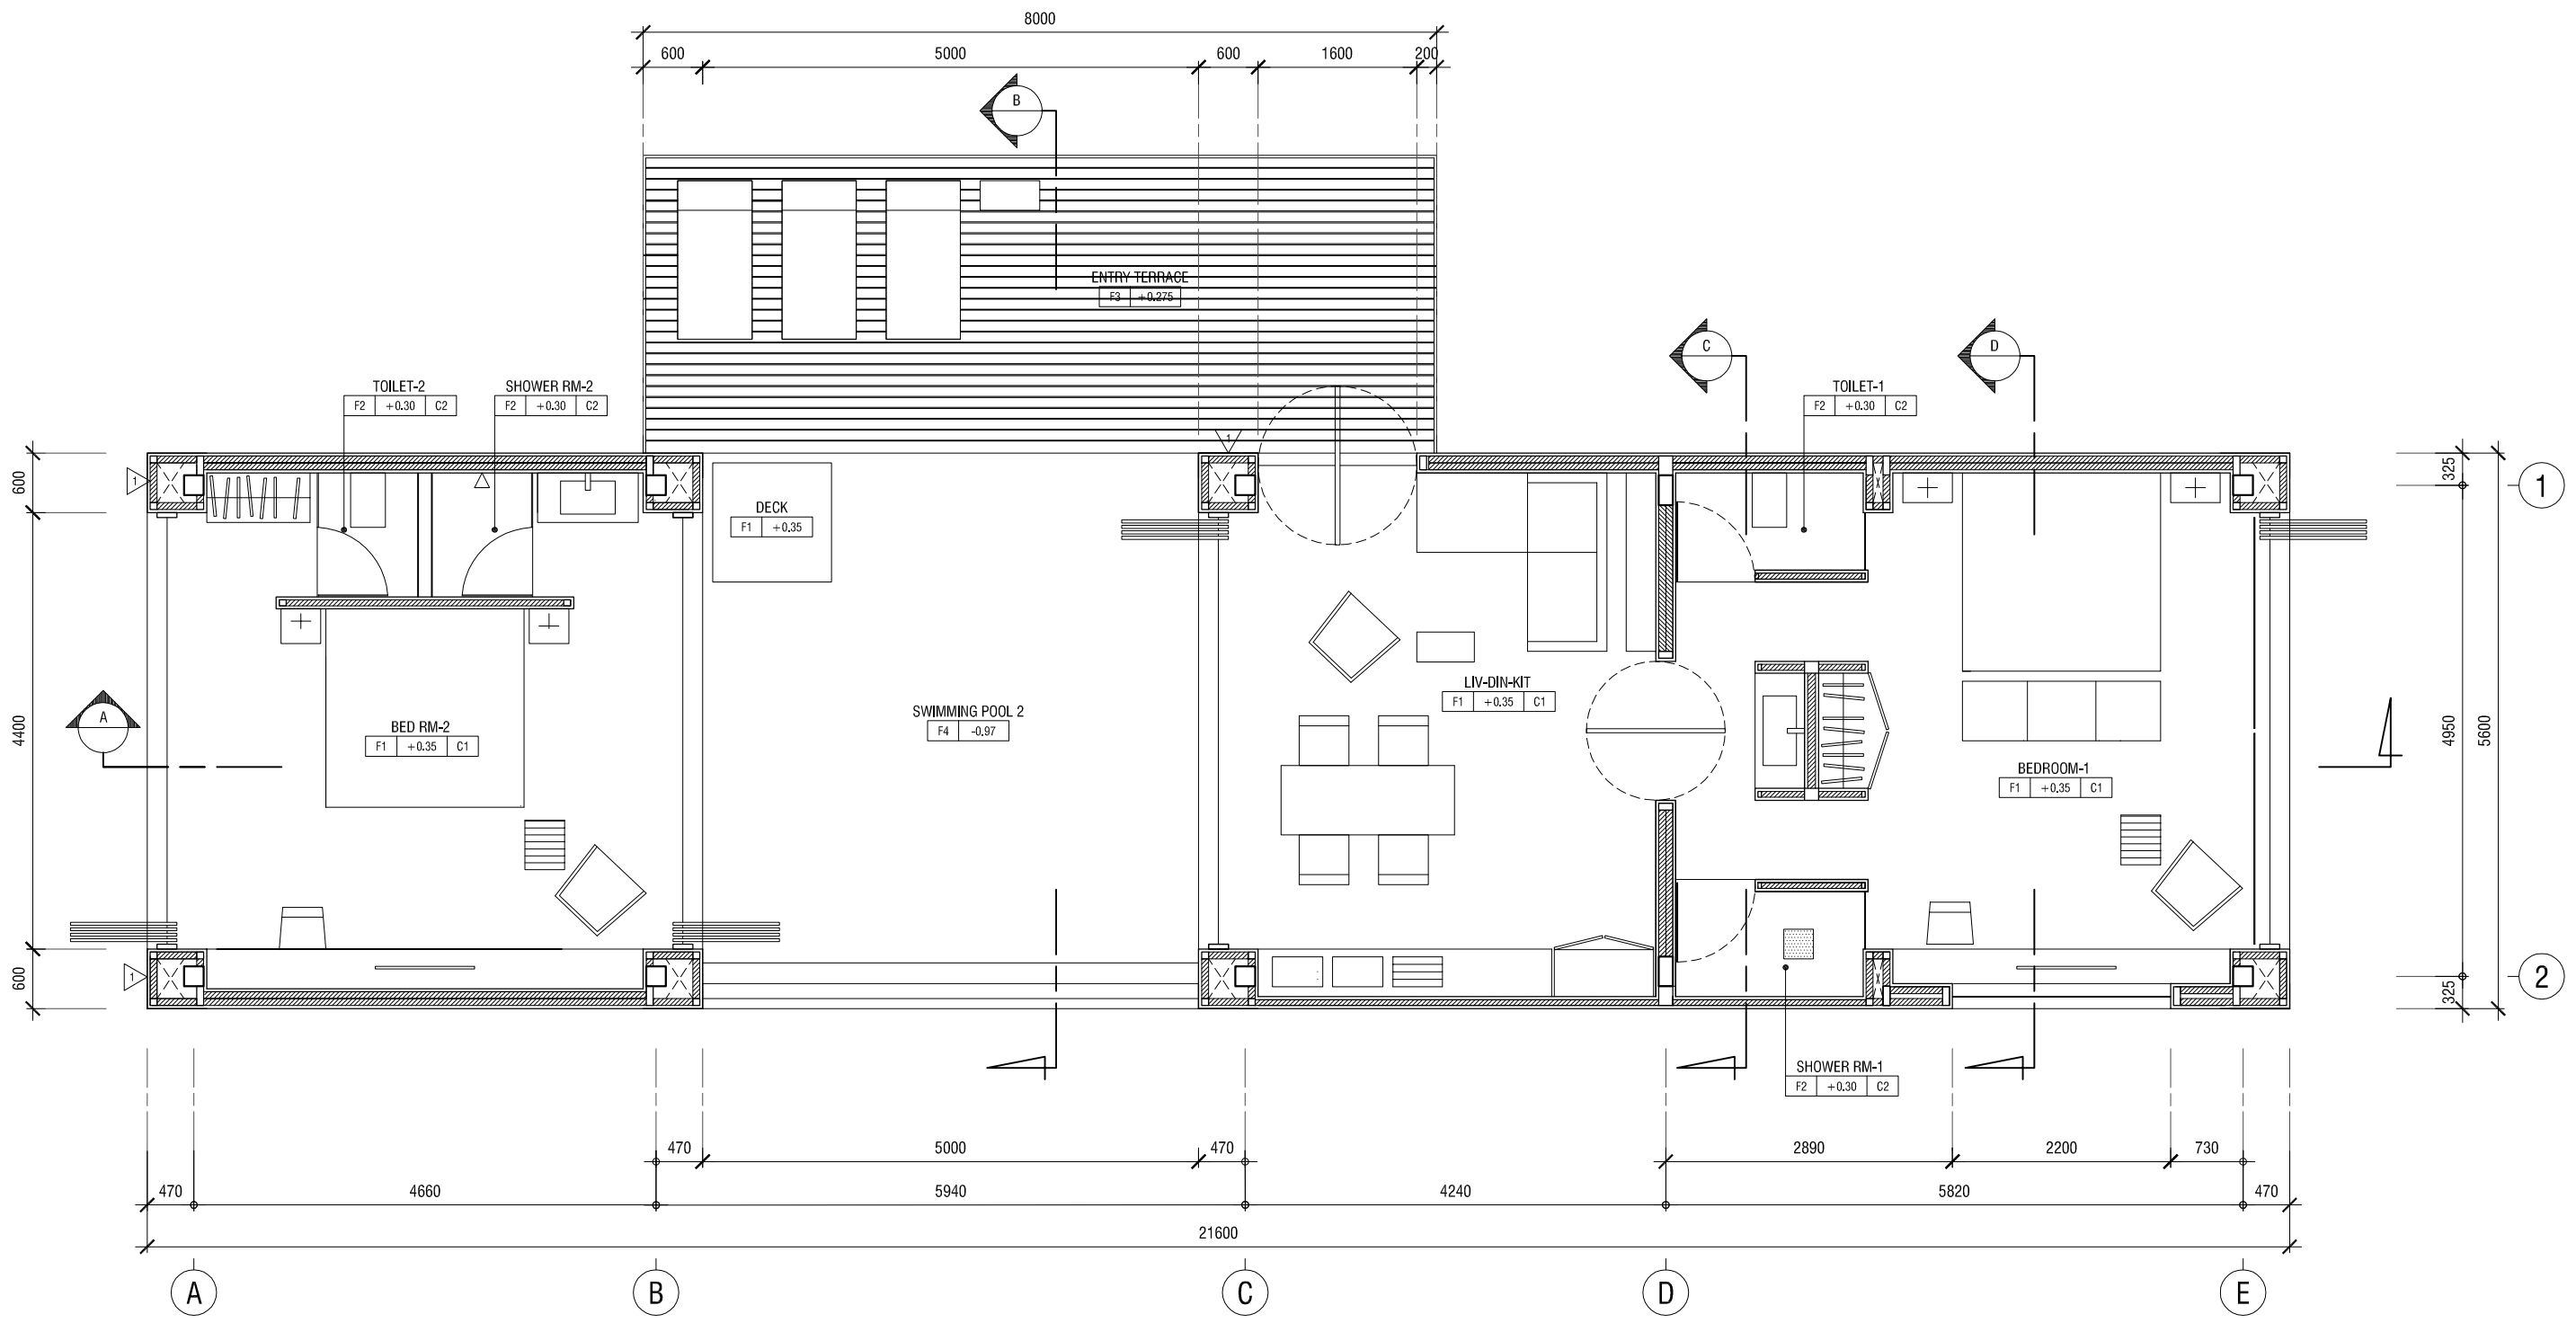 8000
600 5000 600 1600 200
B
ENTRY TERRACE
F3 +0.275
C
D
TOILET-2
F2 +0.30 C2
SHOWER RM-2
F2 +0.30 C2
TOILET-1
F2 +0.30 C2
1
1
600
325
1
DECK
F1 +0.35
LIV-DIN-KIT
F1 +0.35 C1
SWIMMING POOL 2
F4 -0.97
A
BED RM-2
F1 +0.35 C1
4400
4950
5600
BEDROOM-1
F1 +0.35 C1
1
600
325
2
SHOWER RM-1
F2 +0.30 C2
470 5000 470 2890 2200 730
470 4660 5940 4240 5820 470
21600
A B C D E